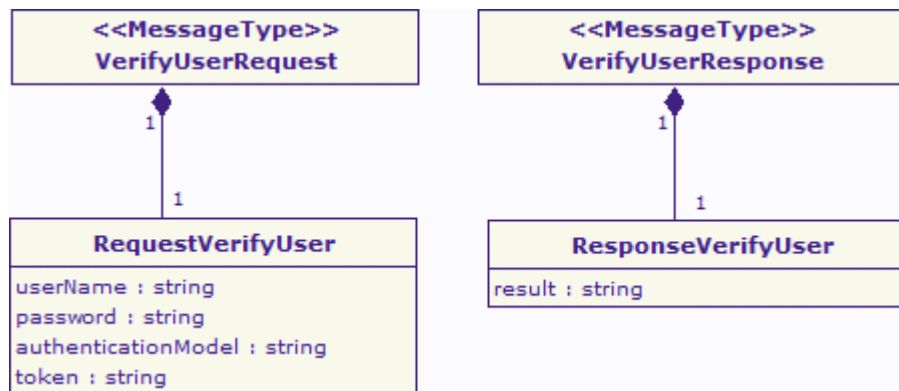 <<MessageType>>
VerifyUserRequest
1
1
RequestVerifyUser
userName : string
password : string
authenticationModel : string
token : string
<<MessageType>>
VerifyUserResponse
1
1
ResponseVerifyUser
result : string